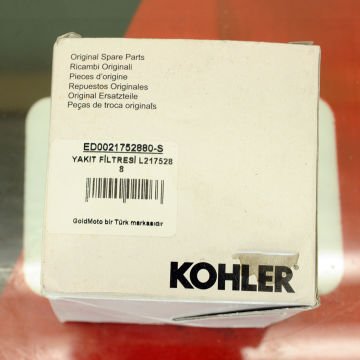 Original Spare Parts
Ricambi Originali
Pieces d'origine
Repuestos Originales
Original Ersatzteile
Peças de troca originals
ED0021752880-S
YAKIT FİLTRESİ L217528
8
GoldMoto bir Türk markasıdır
KOHLER